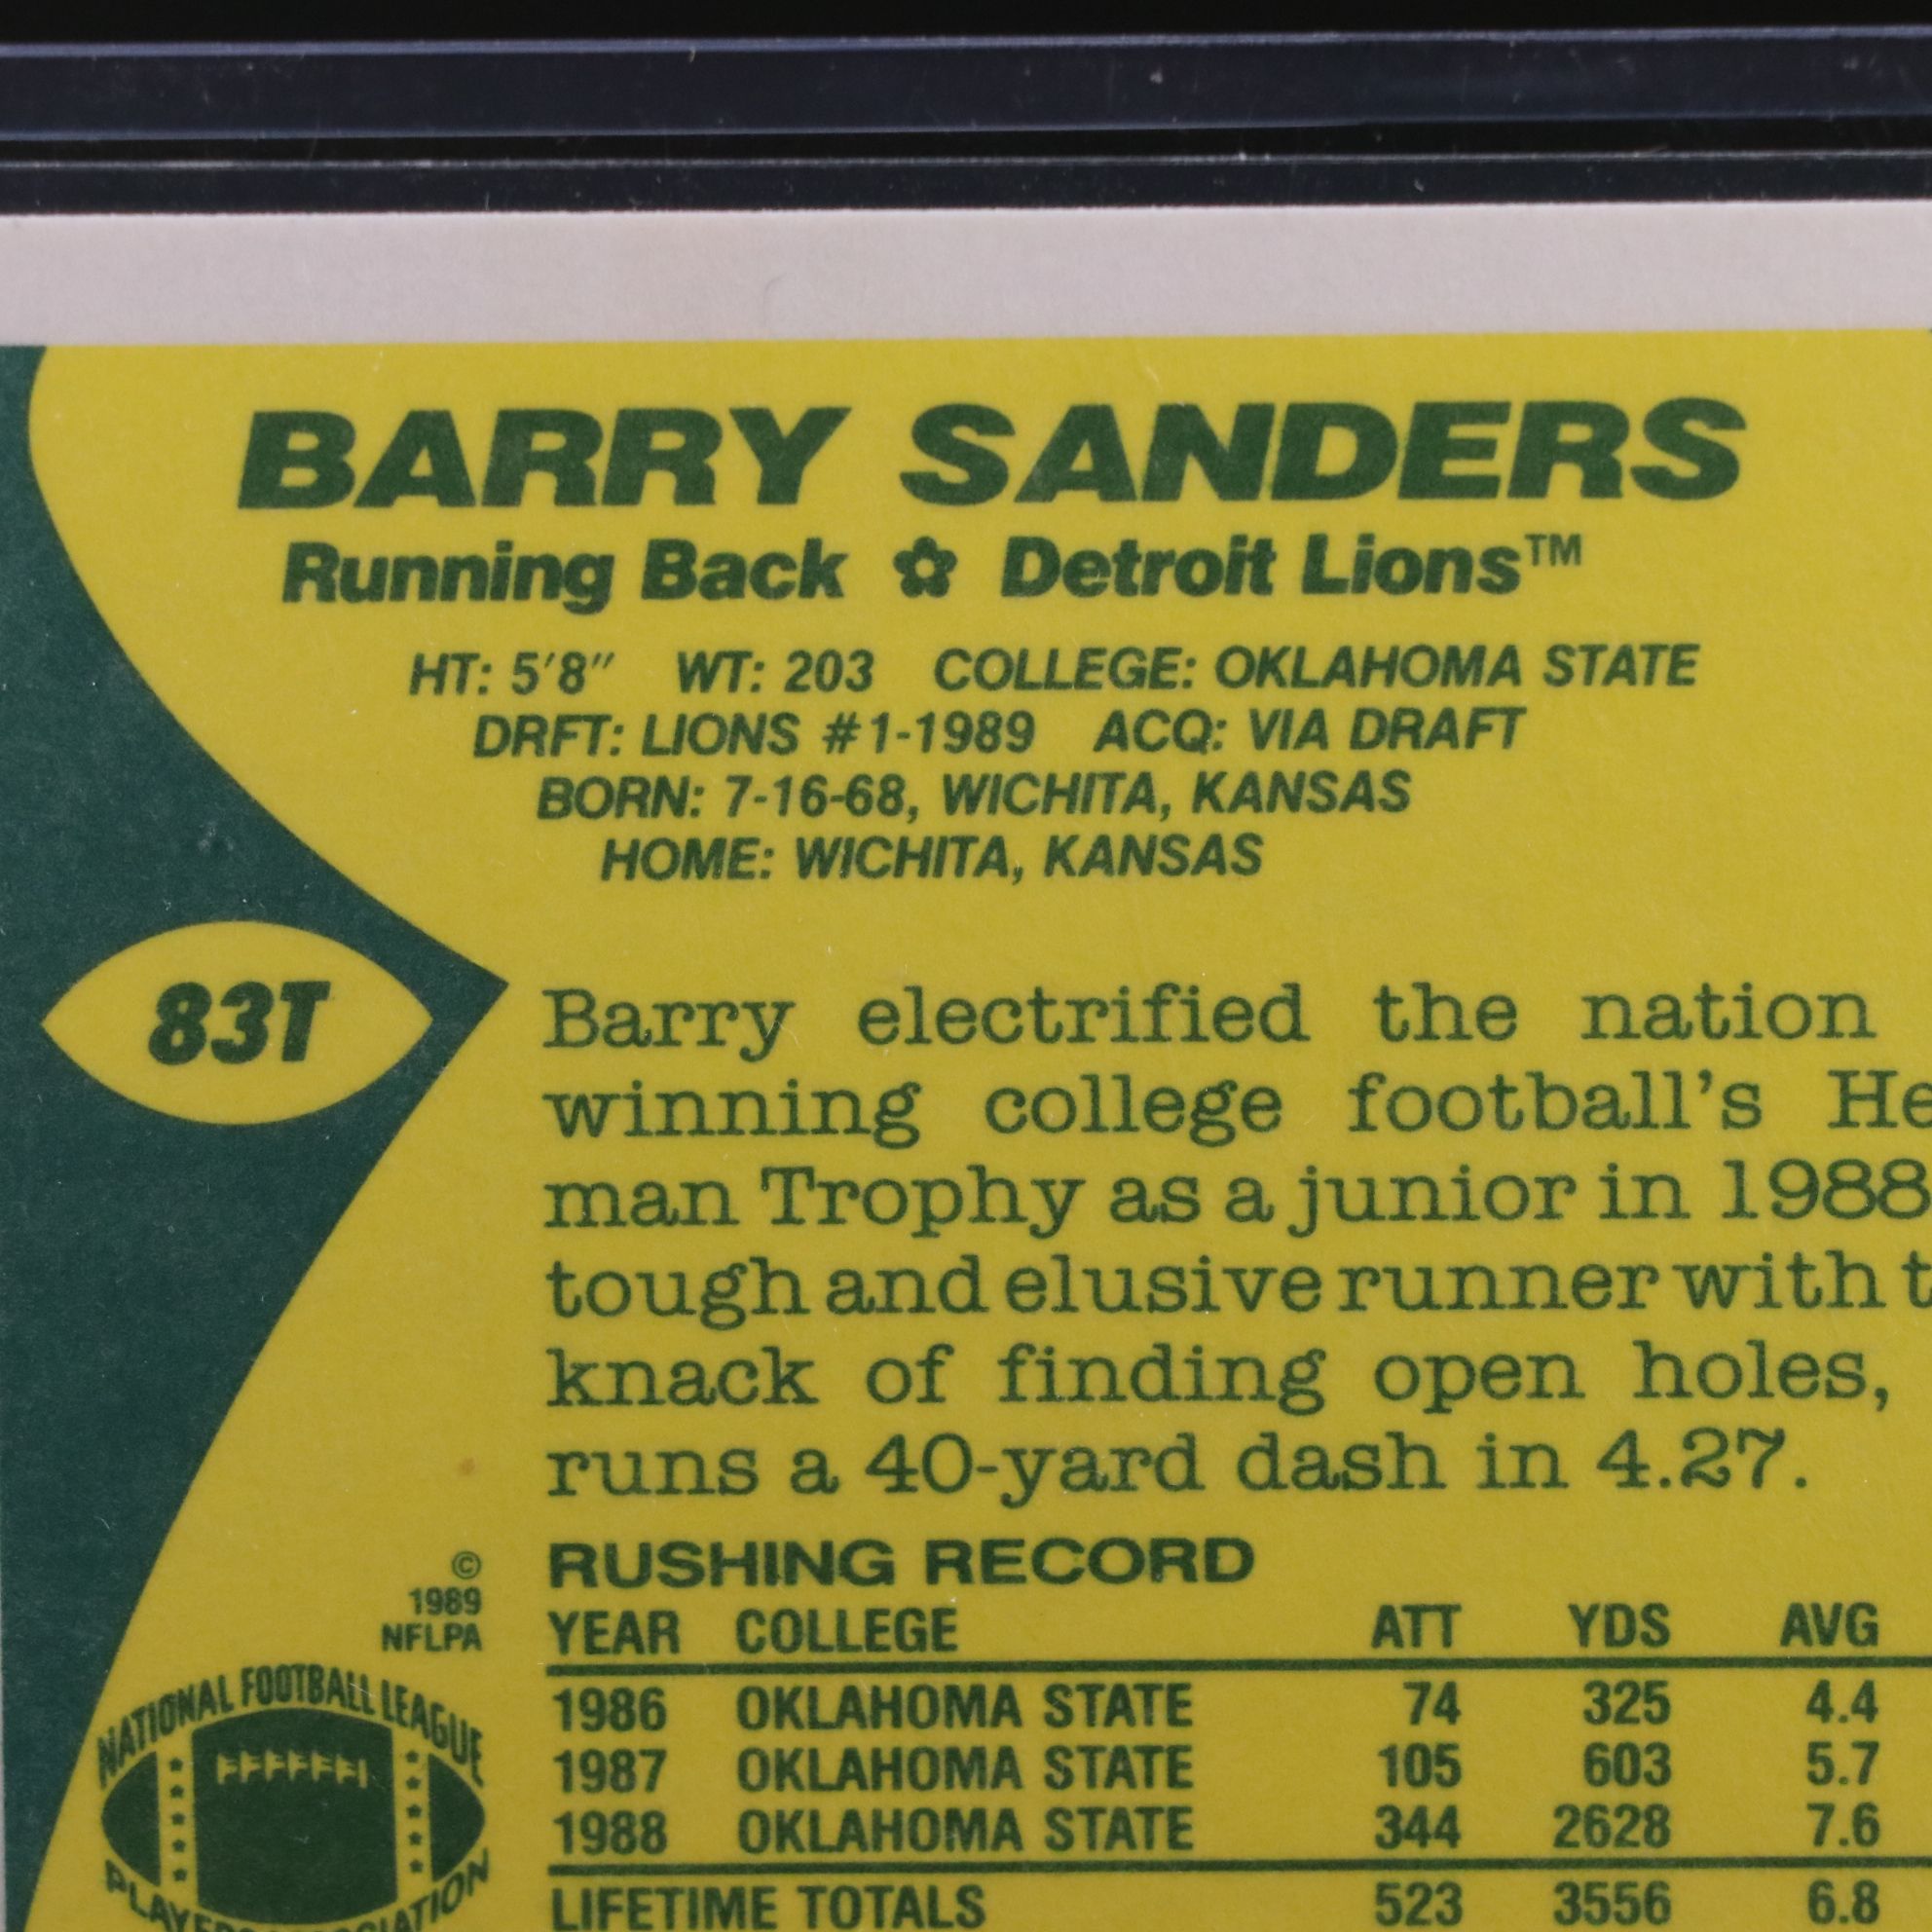 BARRY SANDERS
Running Back ✿ Detroit Lions™
HT: 5'8" WT: 203 COLLEGE: OKLAHOMA STATE
DRFT: LIONS #1-1989 ACQ: VIA DRAFT
BORN: 7-16-68, WICHITA, KANSAS
HOME: WICHITA, KANSAS
83T
Barry electrified the nation
winning college football's He
man Trophy as a junior in 1988
tough and elusive runner with t
knack of finding open holes,
runs a 40-yard dash in 4.27.
©
1989
NFLPA
NATIONAL FOOTBALL LEAGUE
PLAYERS ASSOCIATION
RUSHING RECORD
YEAR COLLEGE ATT YDS AVG
1986 OKLAHOMA STATE 74 325 4.4
1987 OKLAHOMA STATE 105 603 5.7
1988 OKLAHOMA STATE 344 2628 7.6
LIFETIME TOTALS 523 3556 6.8